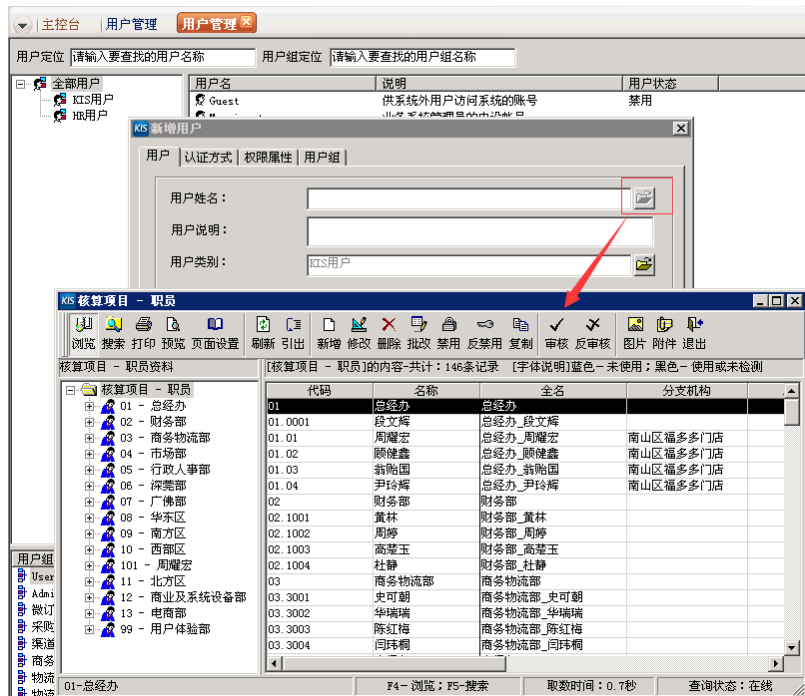 主控台 用户管理 用户管理
用户定位 请输入要查找的用户名称 用户组定位 请输入要查找的用户组名称
全部用户 用户名 说明 用户状态
KIS用户 Guest 供系统外用户访问系统的账号 禁用
HR用户
KIS 新增用户
用户 认证方式 权限属性 用户组
用户姓名：
用户说明：
用户类别： KIS用户
KIS 核算项目 - 职员
浏览 搜索 打印 预览 页面设置 刷新 引出 新增 修改 删除 批改 禁用 反禁用 复制 审核 反审核 图片 附件 退出
核算项目 - 职员资料 [核算项目 - 职员]的内容-共计：146条记录 [字体说明]蓝色-未使用；黑色-使用或未检测
核算项目 - 职员 代码 名称 全名 分支机构
01 - 总经办 01 总经办 总经办
02 - 财务部 01.0001 段文辉 总经办_段文辉
03 - 商务物流部 01.01 周耀宏 总经办_周耀宏 南山区福多多门店
04 - 市场部 01.02 顾健鑫 总经办_顾健鑫 南山区福多多门店
05 - 行政人事部 01.03 翁贻国 总经办_翁贻国 南山区福多多门店
06 - 深莞部 01.04 尹玲辉 总经办_尹玲辉 南山区福多多门店
07 - 广佛部 02 财务部 财务部
08 - 华东区 02.1001 黄林 财务部_黄林
09 - 南方区 02.1002 周婷 财务部_周婷
10 - 西部区 02.1003 高楚玉 财务部_高楚玉
101 - 周耀宏 02.1004 杜静 财务部_杜静
11 - 北方区 03 商务物流部 商务物流部
12 - 商业及系统设备部 03.3001 史可朝 商务物流部_史可朝
13 - 电商部 03.3002 华瑞瑞 商务物流部_华瑞瑞
99 - 用户体验部 03.3003 陈红梅 商务物流部_陈红梅
03.3004 闫玮桐 商务物流部_闫玮桐
用户组
User
Admi
微订
采购
渠道
商务
物流
物流
01-总经办 F4-浏览；F5-搜索 取数时间：0.7秒 查询状态：在线